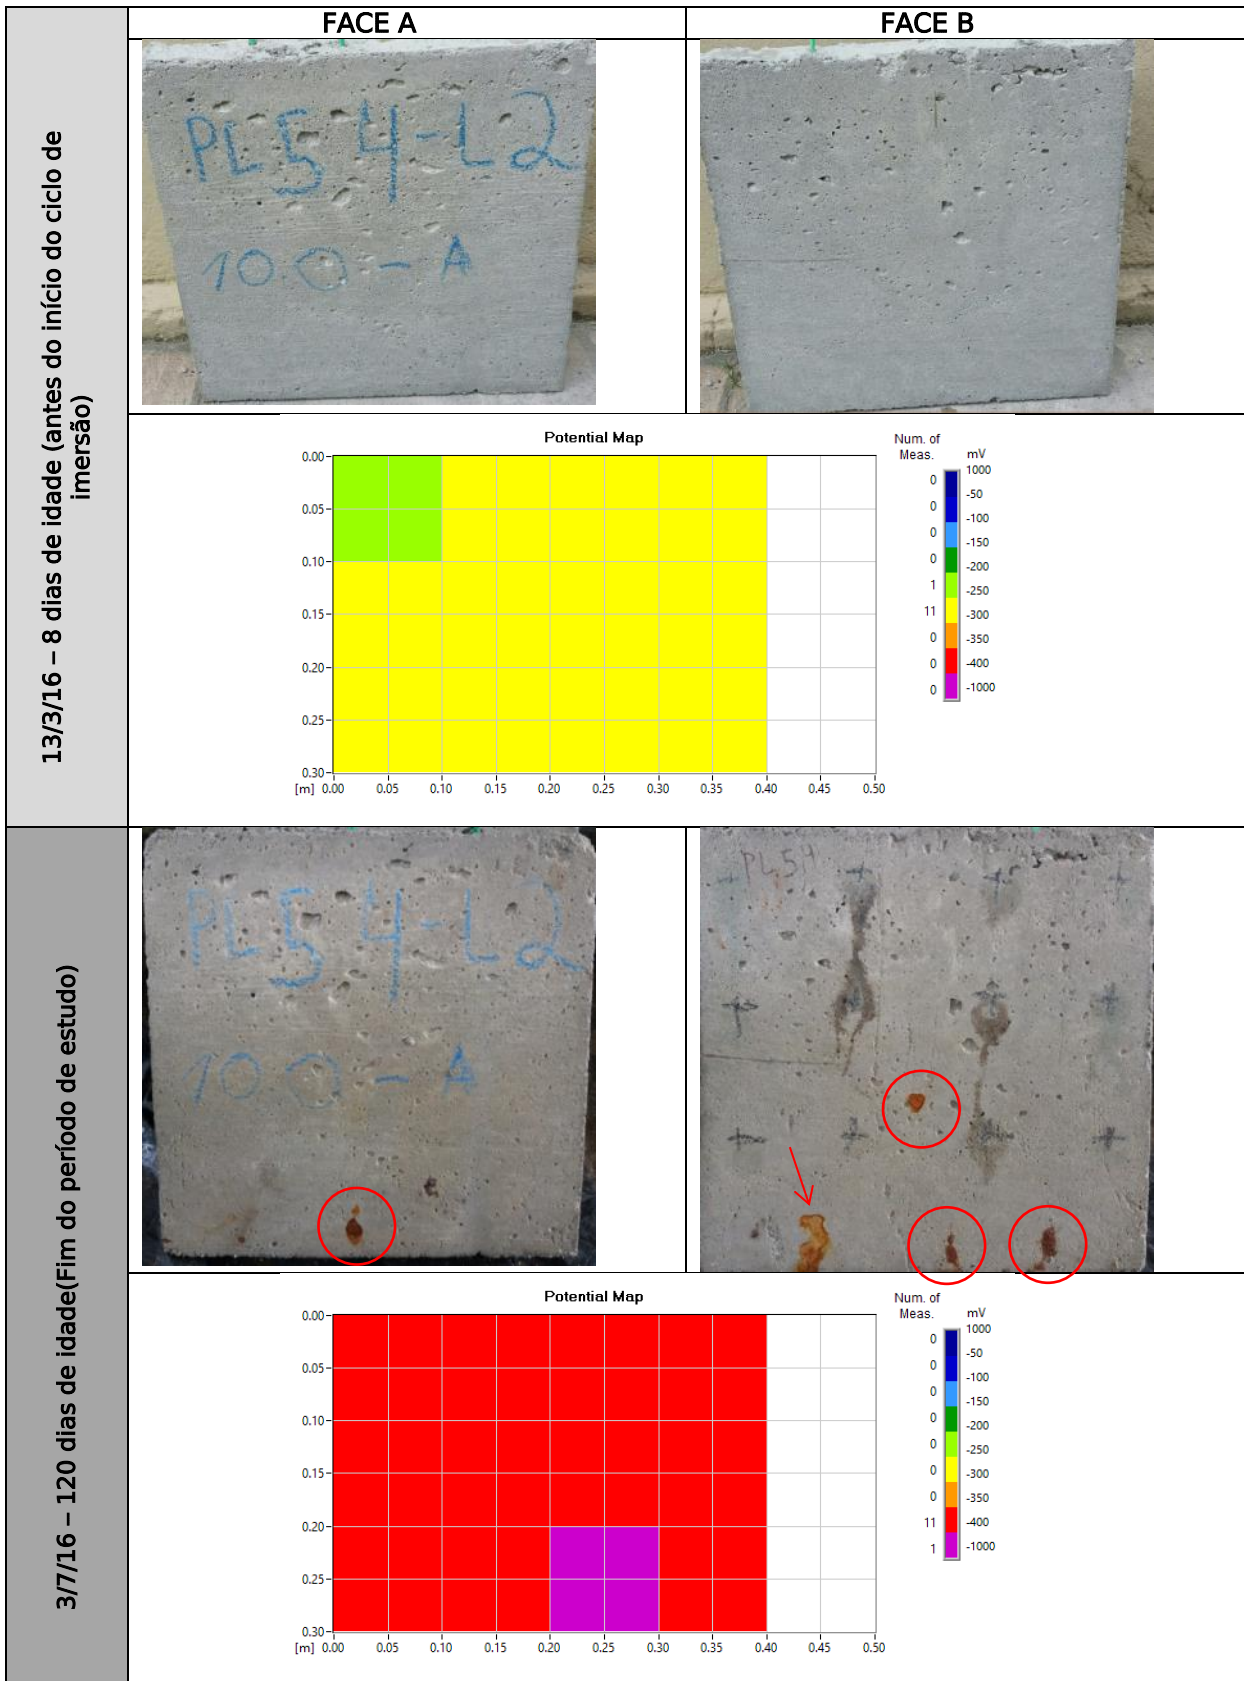 FACE A
FACE B
13/3/16 – 8 dias de idade (antes do início do ciclo de
imersão)
PL54-L2
100-A
Potential Map
Num. of
Meas.
mV
0.00
0.05
0.10
0.15
0.20
0.25
0.30
[m] 0.00 0.05 0.10 0.15 0.20 0.25 0.30 0.35 0.40 0.45 0.50
0
0
0
0
1
11
0
0
0
1000
-50
-100
-150
-200
-250
-300
-350
-400
-1000
3/7/16 – 120 dias de idade(Fim do período de estudo)
PL54-L2
100-A
PL54
Potential Map
Num. of
Meas.
mV
0.00
0.05
0.10
0.15
0.20
0.25
0.30
[m] 0.00 0.05 0.10 0.15 0.20 0.25 0.30 0.35 0.40 0.45 0.50
0
0
0
0
0
0
0
11
1
1000
-50
-100
-150
-200
-250
-300
-350
-400
-1000